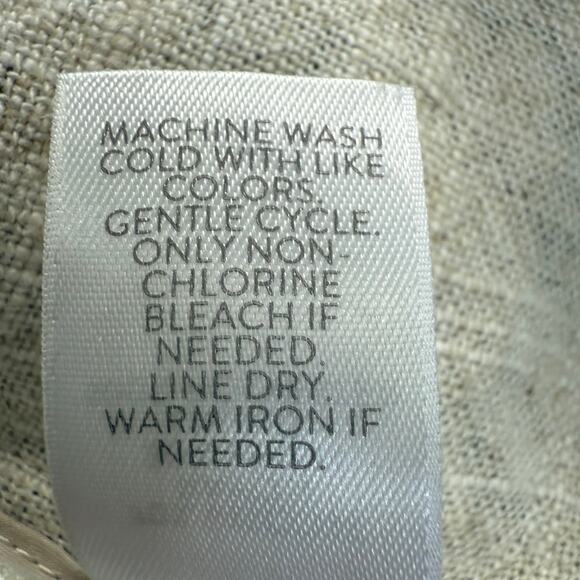 MACHINE WASH
COLD WITH LIKE
COLORS.
GENTLE CYCLE.
ONLY NON-
CHLORINE
BLEACH IF
NEEDED.
LINE DRY.
WARM IRON IF
NEEDED.